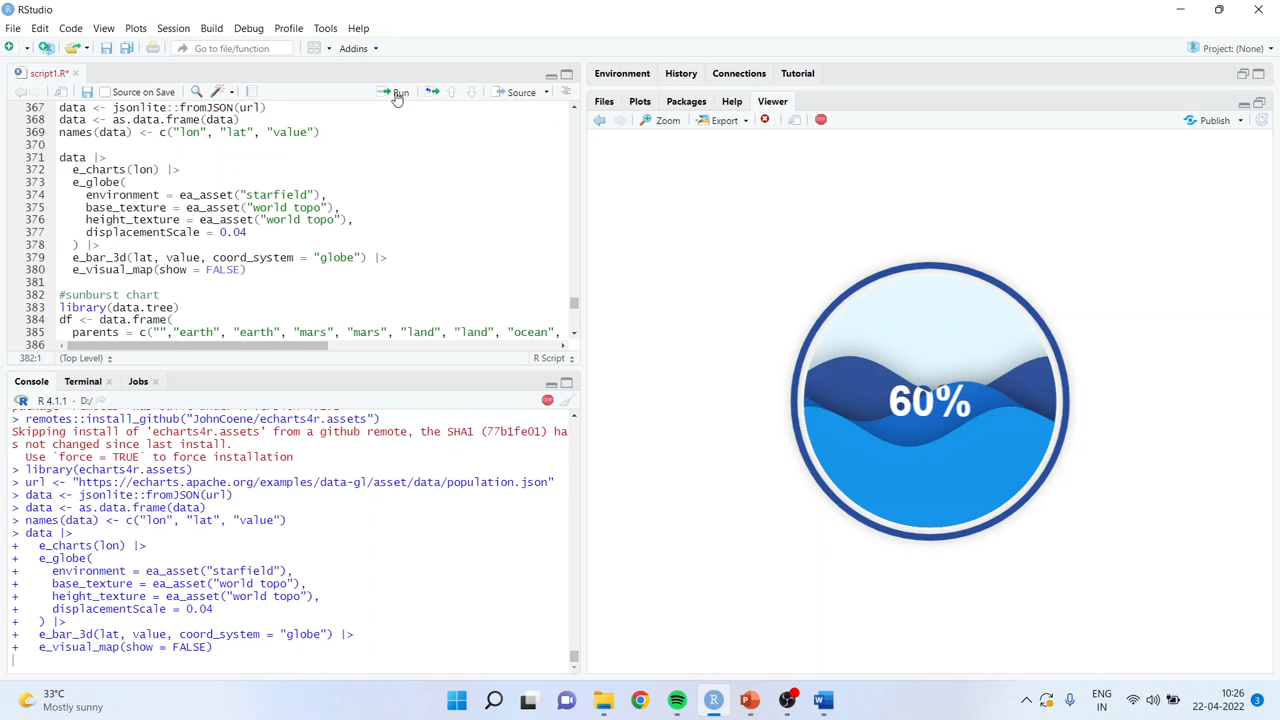 RStudio
File Edit Code View Plots Session Build Debug Profile Tools Help
Go to file/function Addins Project: (None)
script1.R* Environment History Connections Tutorial
Source on Save Run Source
Files Plots Packages Help Viewer
Zoom Export Publish
367 data <- jsonlite::fromJSON(url)
368 data <- as.data.frame(data)
369 names(data) <- c("lon", "lat", "value")
370
371 data |>
372 e_charts(lon) |>
373 e_globe(
374 environment = ea_asset("starfield"),
375 base_texture = ea_asset("world topo"),
376 height_texture = ea_asset("world topo"),
377 displacementScale = 0.04
378 ) |>
379 e_bar_3d(lat, value, coord_system = "globe") |>
380 e_visual_map(show = FALSE)
381
382 #sunburst chart
383 library(data.tree)
384 df <- data.frame(
385 parents = c("","earth", "earth", "mars", "mars", "land", "land", "ocean",
386
382:1 (Top Level) R Script
Console Terminal Jobs
R 4.1.1 · D:/
> remotes::install_github("JohnCoene/echarts4r.assets")
Skipping install of 'echarts4r.assets' from a github remote, the SHA1 (77b1fe01) ha
s not changed since last install.
Use `force = TRUE` to force installation
> library(echarts4r.assets)
> url <- "https://echarts.apache.org/examples/data-gl/asset/data/population.json"
> data <- jsonlite::fromJSON(url)
> data <- as.data.frame(data)
> names(data) <- c("lon", "lat", "value")
> data |>
+ e_charts(lon) |>
+ e_globe(
+ environment = ea_asset("starfield"),
+ base_texture = ea_asset("world topo"),
+ height_texture = ea_asset("world topo"),
+ displacementScale = 0.04
+ ) |>
+ e_bar_3d(lat, value, coord_system = "globe") |>
+ e_visual_map(show = FALSE)
60%
33°C
Mostly sunny
ENG
IN
10:26
22-04-2022
3